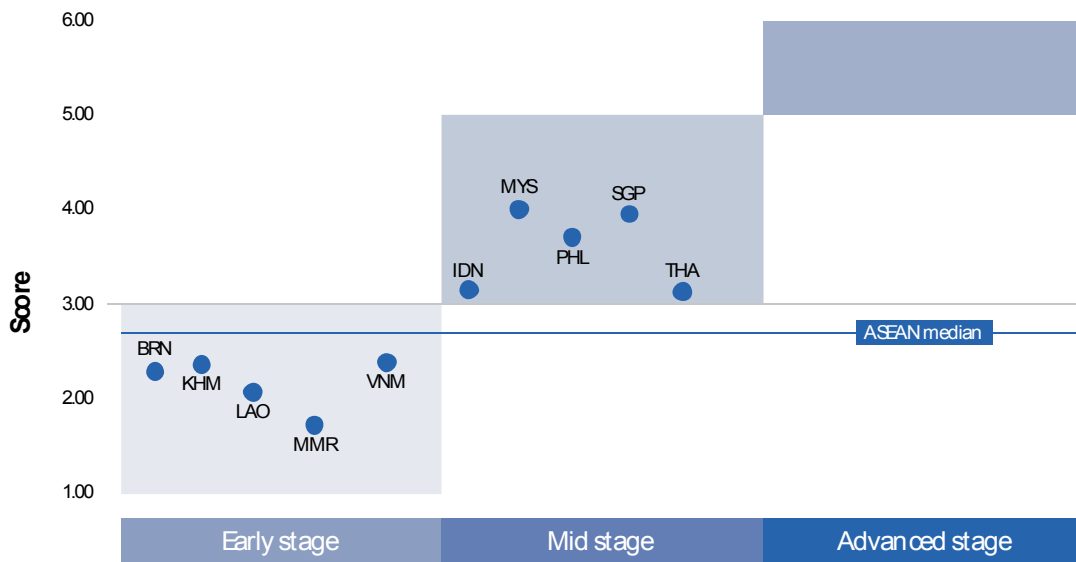 6.00
5.00
4.00
3.00
2.00
1.00
Score
MYS
SGP
PHL
IDN
THA
ASEAN median
BRN
KHM
VNM
LAO
MMR
Early stage
Mid stage
Advanced stage